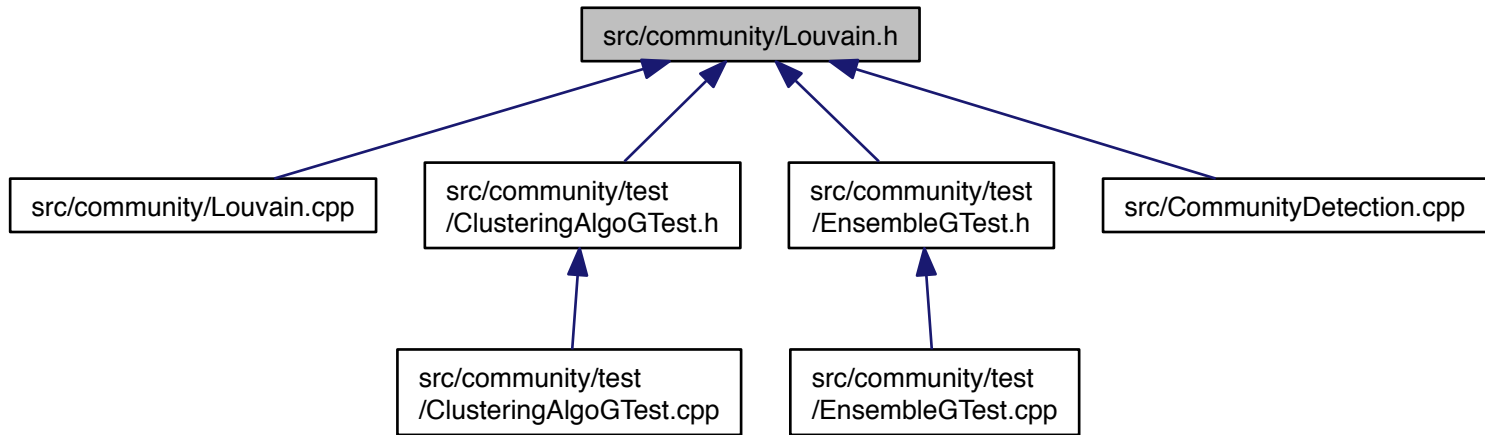 src/community/Louvain.h
src/community/Louvain.cpp
src/community/test
/ClusteringAlgoGTest.h
src/community/test
/EnsembleGTest.h
src/CommunityDetection.cpp
src/community/test
/ClusteringAlgoGTest.cpp
src/community/test
/EnsembleGTest.cpp